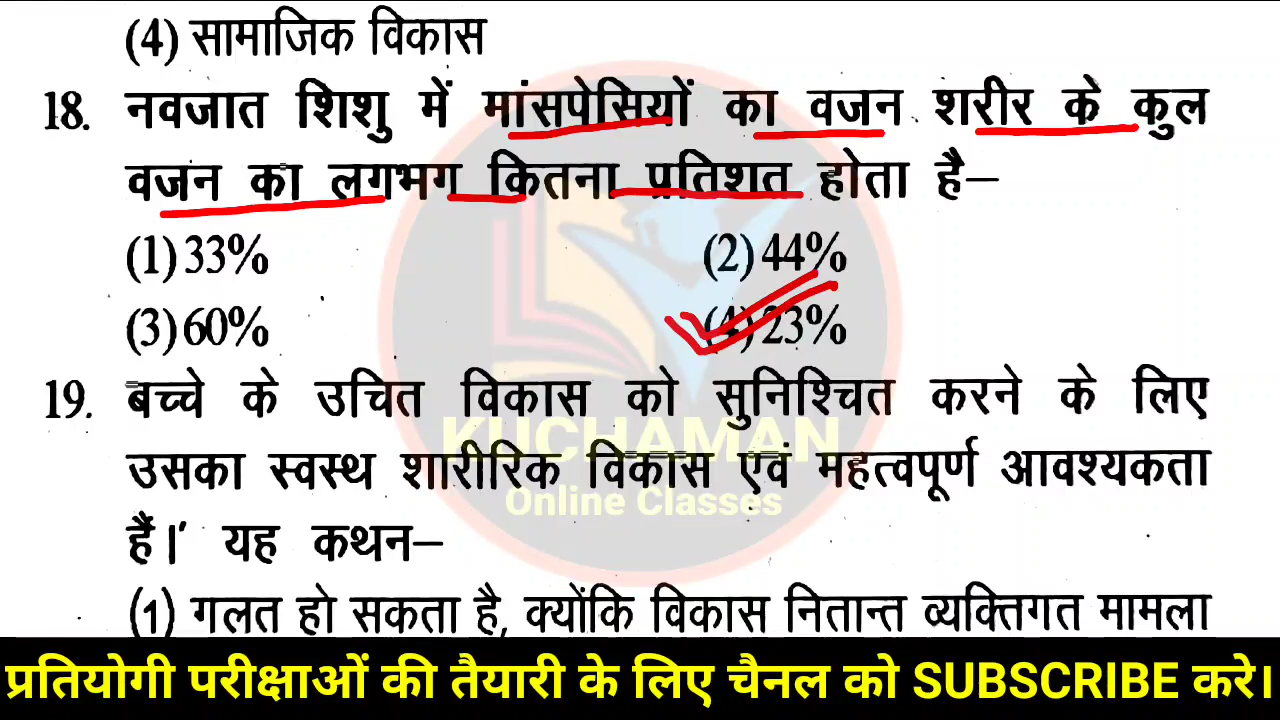 (4) सामाजिक विकास
18. नवजात शिशु में मांसपेसियों का वजन शरीर के कुल
वजन का लगभग कितना प्रतिशत होता है–
(1) 33% (2) 44%
(3) 60% (4) 23%
19. बच्चे के उचित विकास को सुनिश्चित करने के लिए
KUCHAMAN
उसका स्वस्थ शारीरिक विकास एवं महत्वपूर्ण आवश्यकता
Online Classes
हैं।' यह कथन–
(1) गलत हो सकता है, क्योंकि विकास नितान्त व्यक्तिगत मामला
प्रतियोगी परीक्षाओं की तैयारी के लिए चैनल को SUBSCRIBE करे।